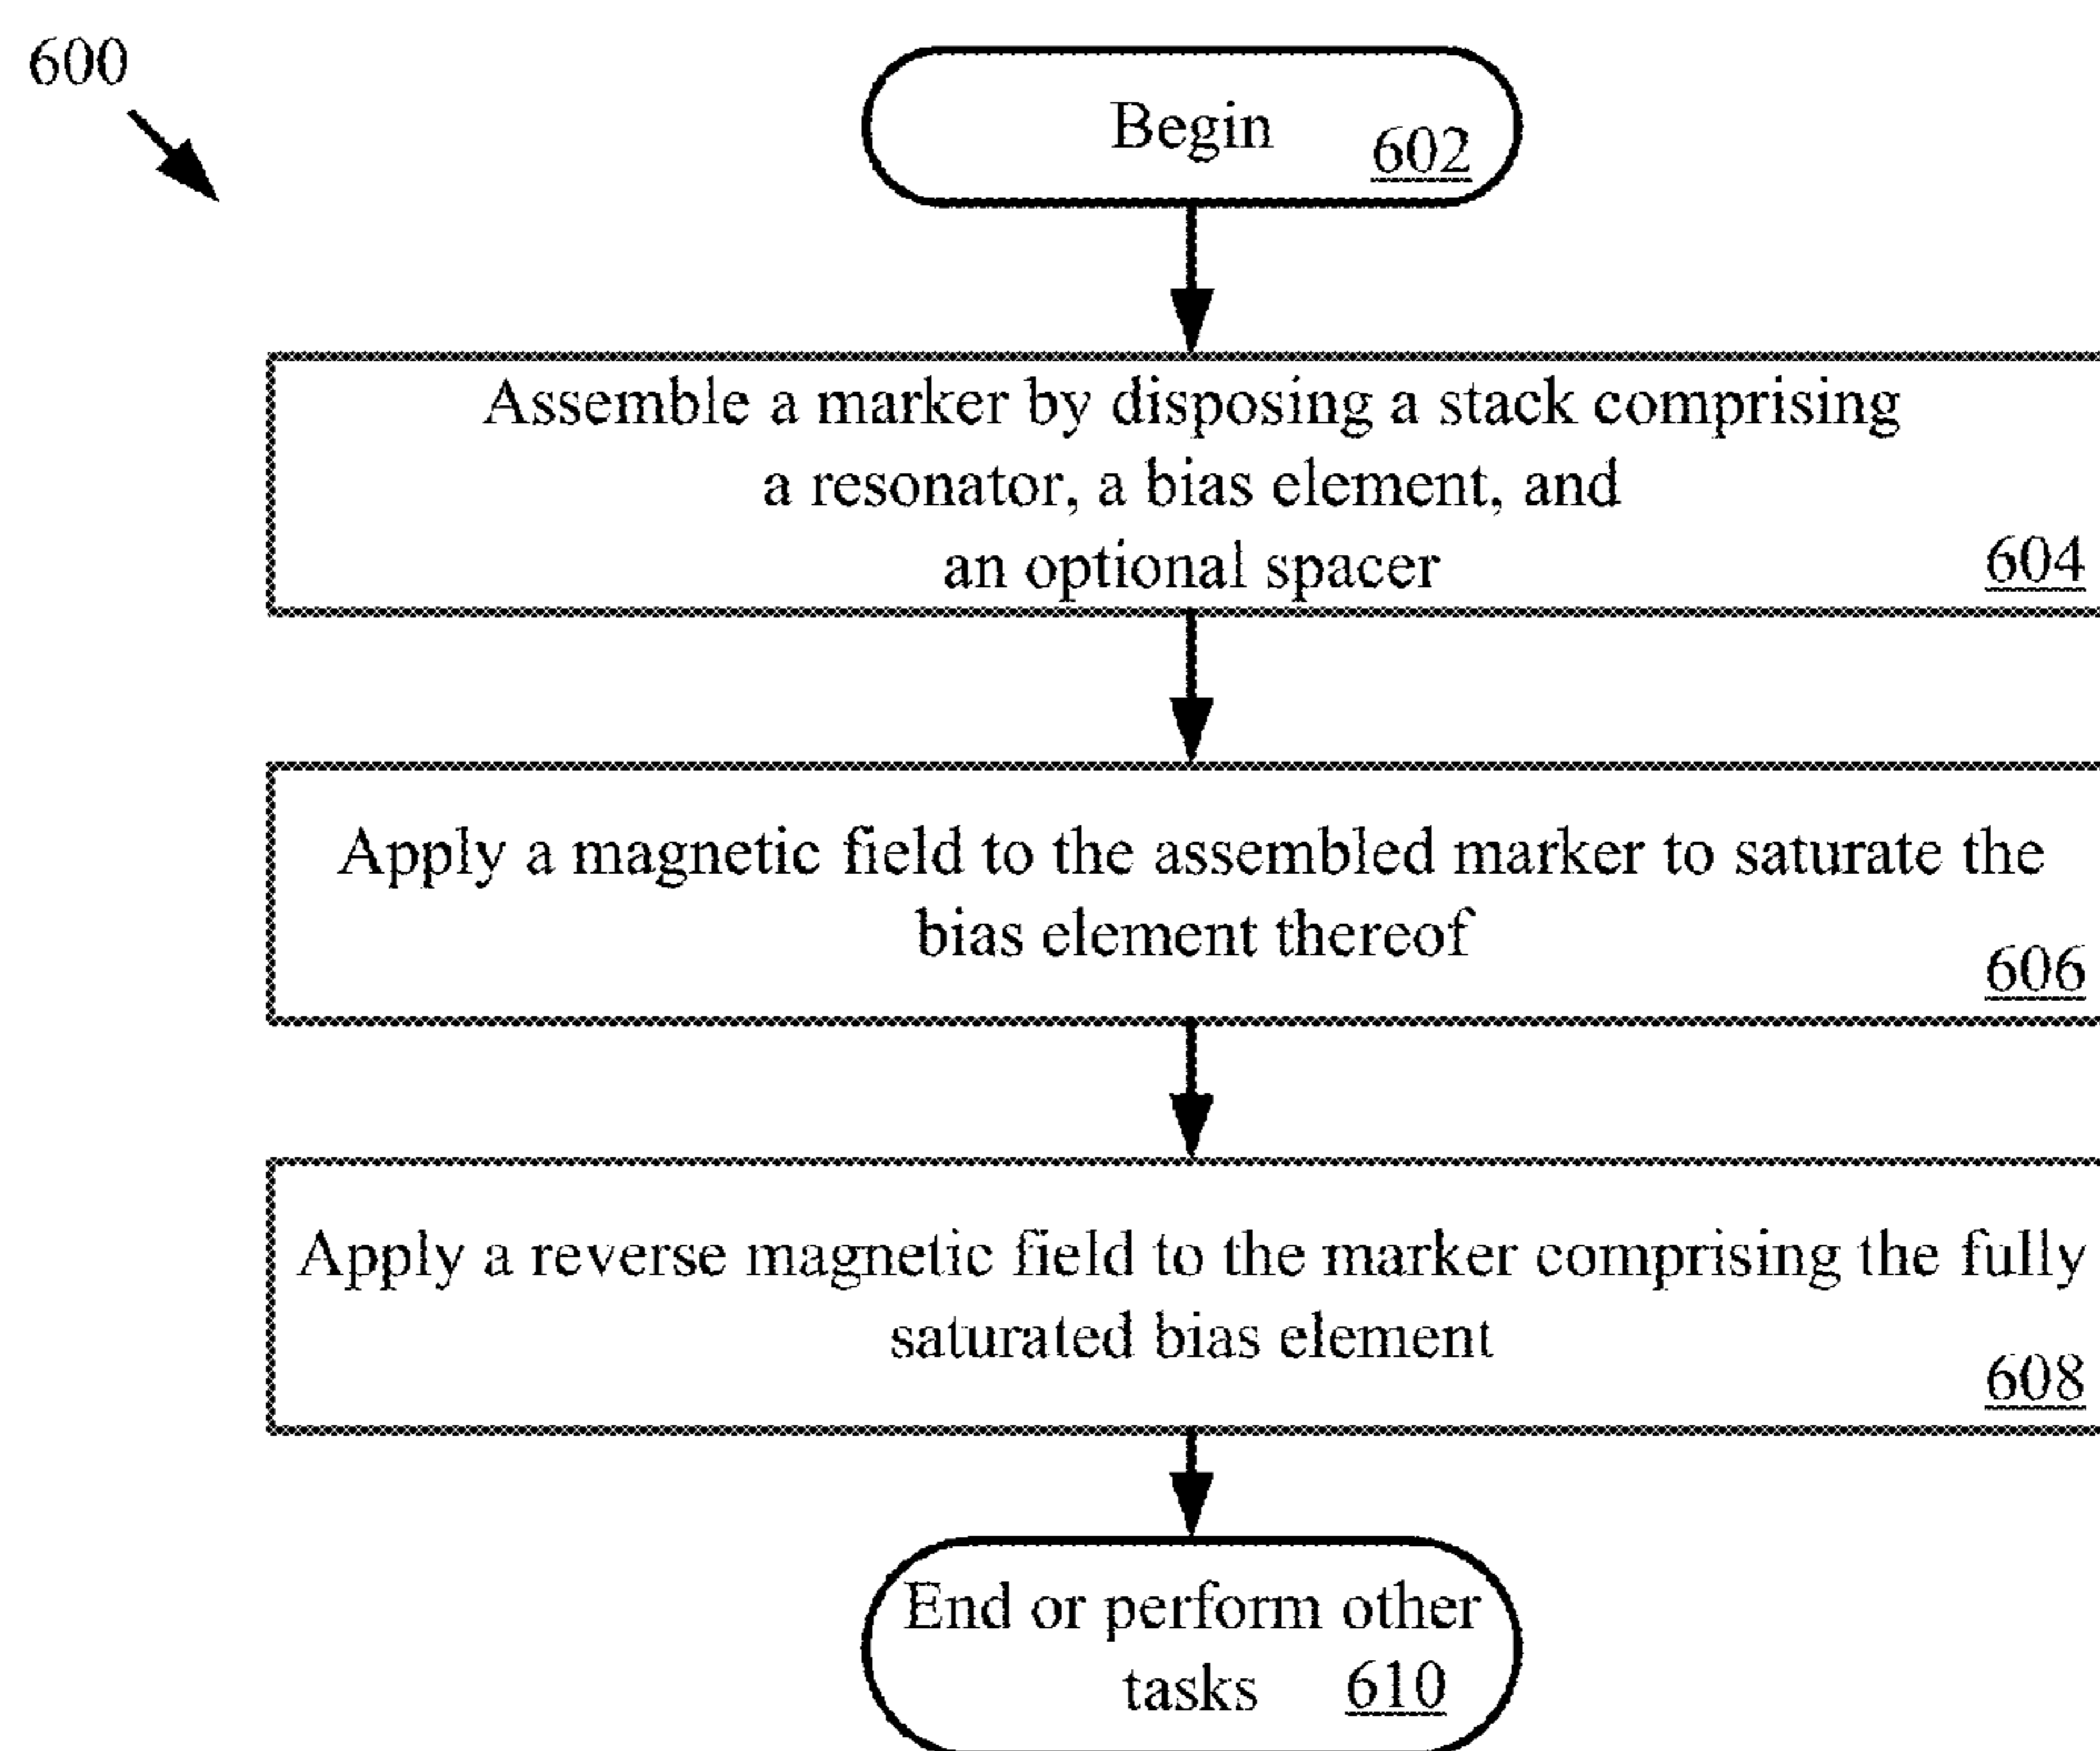 600
Begin 602
Assemble a marker by disposing a stack comprising
a resonator, a bias element, and
an optional spacer
604
Apply a magnetic field to the assembled marker to saturate the
bias element thereof
606
Apply a reverse magnetic field to the marker comprising the fully
saturated bias element
608
End or perform other
tasks 610